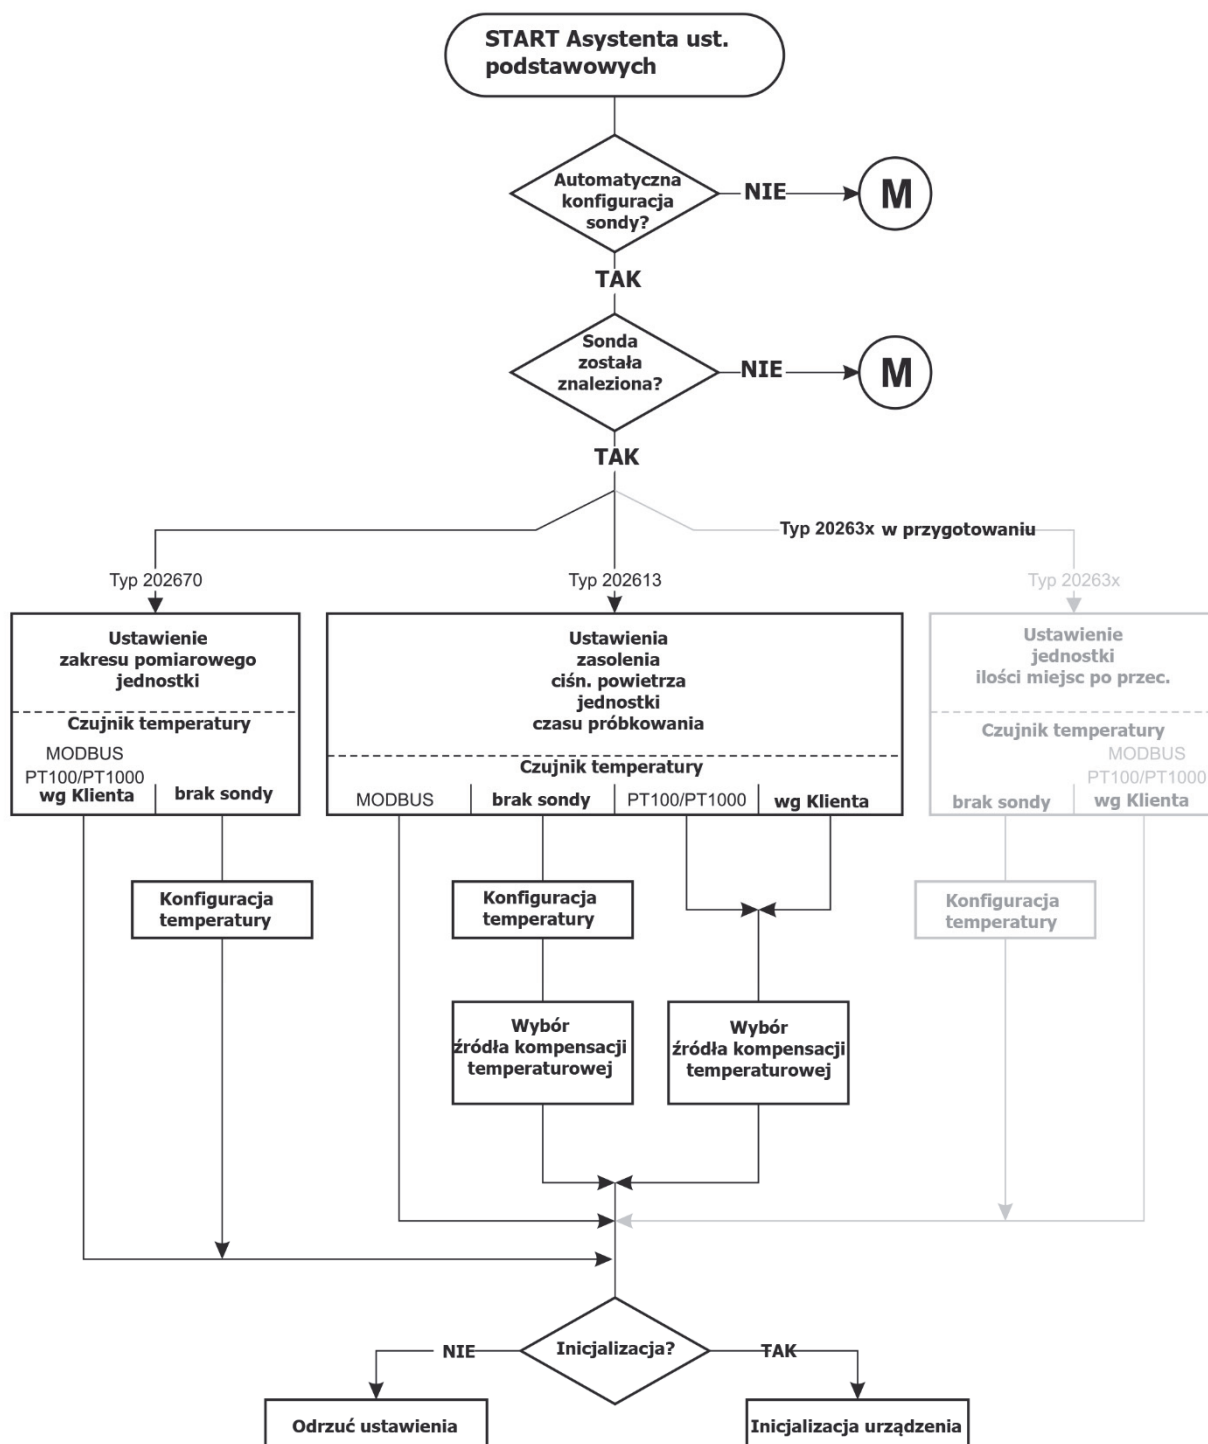 START Asystenta ust.
podstawowych
Automatyczna
konfiguracja
sondy?
NIE
M
TAK
Sonda
została
znaleziona?
NIE
M
TAK
Typ 20263x w przygotowaniu
Typ 202670
Typ 202613
Typ 20263x
Ustawienie
zakresu pomiarowego
jednostki
Czujnik temperatury
MODBUS
PT100/PT1000
wg Klienta
brak sondy
Ustawienia
zasolenia
ciśn. powietrza
jednostki
czasu próbkowania
Czujnik temperatury
MODBUS
brak sondy
PT100/PT1000
wg Klienta
Ustawienie
jednostki
ilości miejsc po przec.
Czujnik temperatury
MODBUS
PT100/PT1000
brak sondy
wg Klienta
Konfiguracja
temperatury
Konfiguracja
temperatury
Konfiguracja
temperatury
Wybór
źródła kompensacji
temperaturowej
Wybór
źródła kompensacji
temperaturowej
Inicjalizacja?
NIE
TAK
Odrzuć ustawienia
Inicjalizacja urządzenia